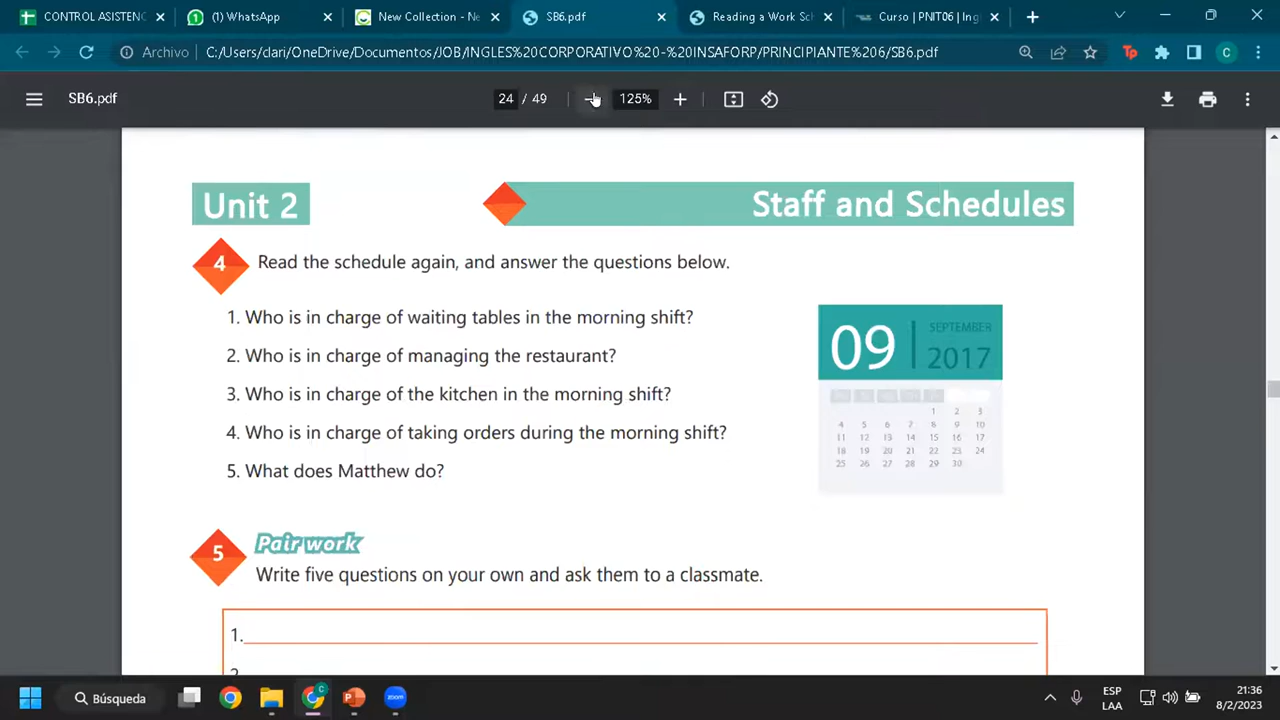 CONTROL ASISTENC
(1) WhatsApp
New Collection - Ne
SB6.pdf
Reading a Work Sch
Curso | PNIT06 | Ing
Archivo
C:/Users/clari/OneDrive/Documentos/JOB/INGLES%20CORPORATIVO%20-%20INSAFORP/PRINCIPIANTE%206/SB6.pdf
SB6.pdf
24 / 49
125%
Unit 2
Staff and Schedules
4
Read the schedule again, and answer the questions below.
1. Who is in charge of waiting tables in the morning shift?
2. Who is in charge of managing the restaurant?
3. Who is in charge of the kitchen in the morning shift?
4. Who is in charge of taking orders during the morning shift?
5. What does Matthew do?
09
SEPTEMBER
2017
1 2 3
4 5 6 7 8 9 10
11 12 13 14 15 16 17
18 19 20 21 22 23 24
25 26 27 28 29 30
5
Pair work
Write five questions on your own and ask them to a classmate.
1.
2.
Búsqueda
zoom
ESP
LAA
21:36
8/2/2023